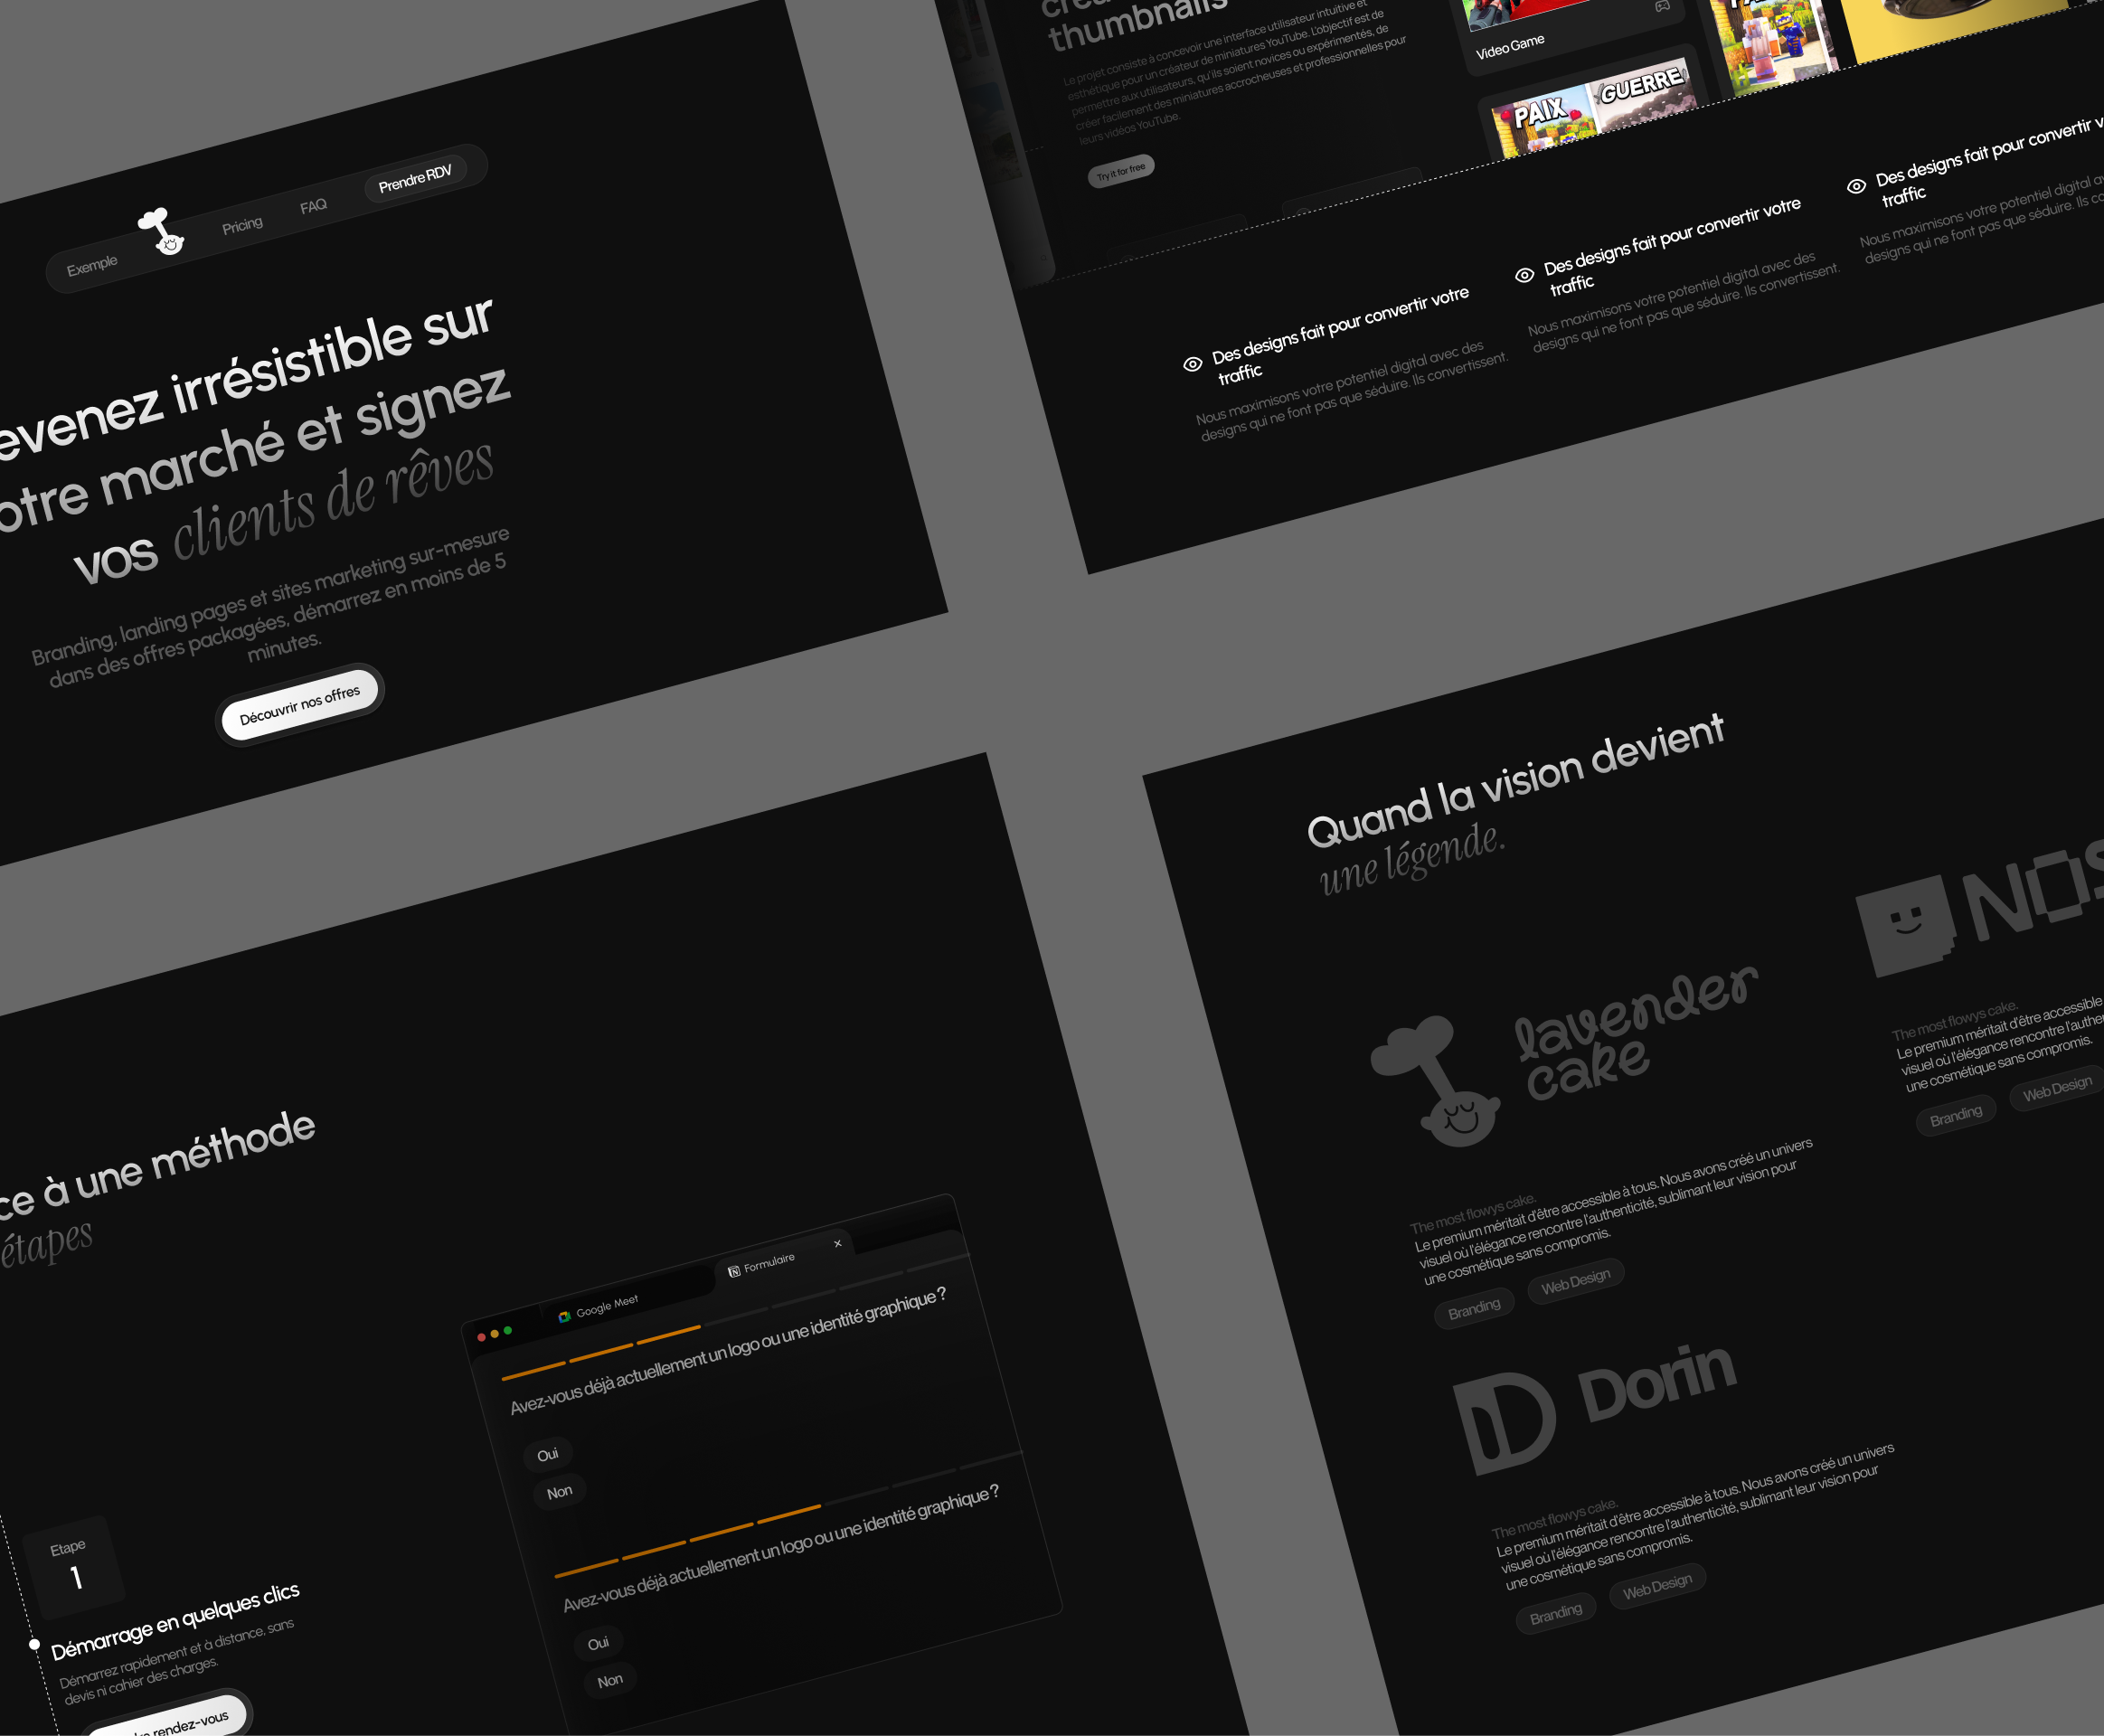 Exemple
Pricing
FAQ
Prendre RDV
evenez irrésistible sur
otre marché et signez
vos clients de rêves
Branding, landing pages et sites marketing sur-mesure
dans des offres packagées, démarrez en moins de 5
minutes.
Découvrir nos offres
thumbnails
Le projet consiste à concevoir une interface utilisateur intuitive et
esthétique pour un créateur de miniatures YouTube. L'objectif est de
permettre aux utilisateurs, qu'ils soient novices ou expérimentés, de
créer facilement des miniatures accrocheuses et professionnelles pour
leurs vidéos YouTube.
Try it for free
Video Game
PAIX
GUERRE
Des designs fait pour convertir votre
traffic
Nous maximisons votre potentiel digital avec des
designs qui ne font pas que séduire. Ils convertissent.
Des designs fait pour convertir votre
traffic
Nous maximisons votre potentiel digital avec des
designs qui ne font pas que séduire. Ils convertissent.
Des designs fait pour convertir v
traffic
Nous maximisons votre potentiel digital
designs qui ne font pas que séduire. Ils
ce à une méthode
étapes
Etape
1
Démarrage en quelques clics
Démarrez rapidement et à distance, sans
devis ni cahier des charges.
rendez-vous
Google Meet
Formulaire
Avez-vous déjà actuellement un logo ou une identité graphique ?
Oui
Non
Avez-vous déjà actuellement un logo ou une identité graphique ?
Oui
Non
Quand la vision devient
une légende.
lavender
cake
The most flowys cake.
Le premium méritait d'être accessible à tous. Nous avons créé un univers
visuel où l'élégance rencontre l'authenticité, sublimant leur vision pour
une cosmétique sans compromis.
Branding
Web Design
NOS
The most flowys cake.
Le premium méritait d'être accessible
visuel où l'élégance rencontre
une cosmétique sans compromis.
Branding
Web Design
Dorin
The most flowys cake.
Le premium méritait d'être accessible à tous. Nous avons créé un univers
visuel où l'élégance rencontre l'authenticité, sublimant leur vision pour
une cosmétique sans compromis.
Branding
Web Design